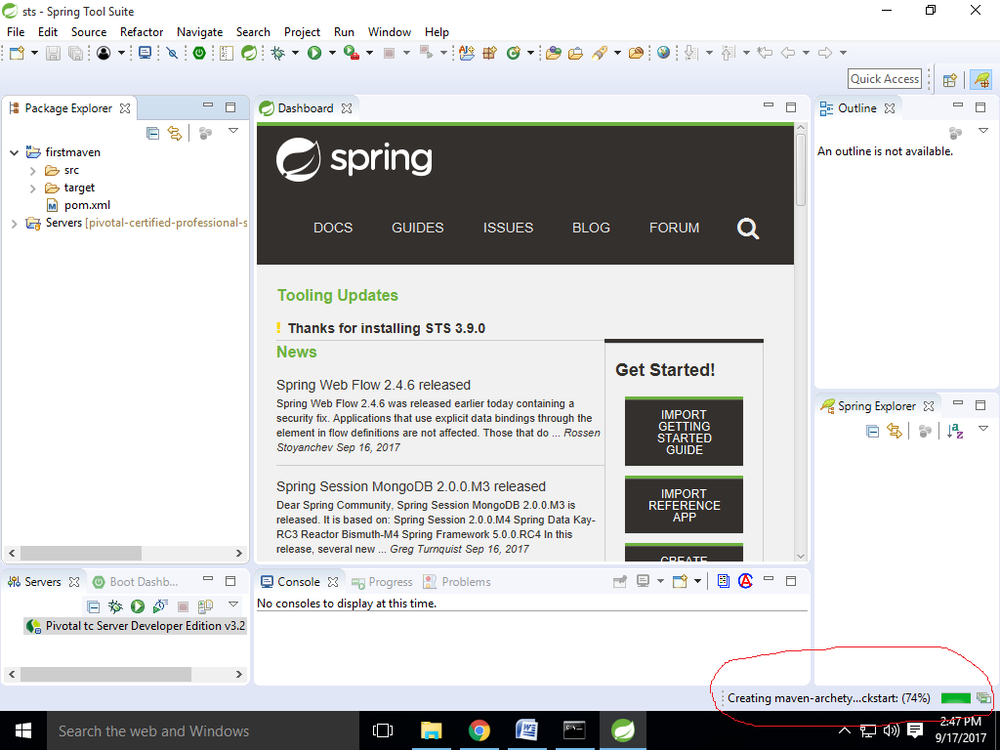 sts - Spring Tool Suite
File Edit Source Refactor Navigate Search Project Run Window Help
Quick Access
Package Explorer
firstmaven
src
target
pom.xml
Servers [pivotal-certified-professional-s
Dashboard
spring
DOCS GUIDES ISSUES BLOG FORUM
Tooling Updates
! Thanks for installing STS 3.9.0
News
Spring Web Flow 2.4.6 released
Spring Web Flow 2.4.6 was released earlier today containing a
security fix. Applications that use explicit data bindings through the
element in flow definitions are not affected. Those that do ... Rossen
Stoyanchev Sep 16, 2017
Spring Session MongoDB 2.0.0.M3 released
Dear Spring Community, Spring Session MongoDB 2.0.0.M3 is
released. It is based on: Spring Session 2.0.0.M4 Spring Data Kay-
RC3 Reactor Bismuth-M4 Spring Framework 5.0.0.RC4 In this
release, several new ... Greg Turnquist Sep 16, 2017
Get Started!
IMPORT
GETTING
STARTED
GUIDE
IMPORT
REFERENCE
APP
CREATE
Outline
An outline is not available.
Spring Explorer
Servers Boot Dashb...
Pivotal tc Server Developer Edition v3.2
Console Progress Problems
No consoles to display at this time.
Creating maven-archety...ckstart: (74%)
Search the web and Windows
2:47 PM
9/17/2017